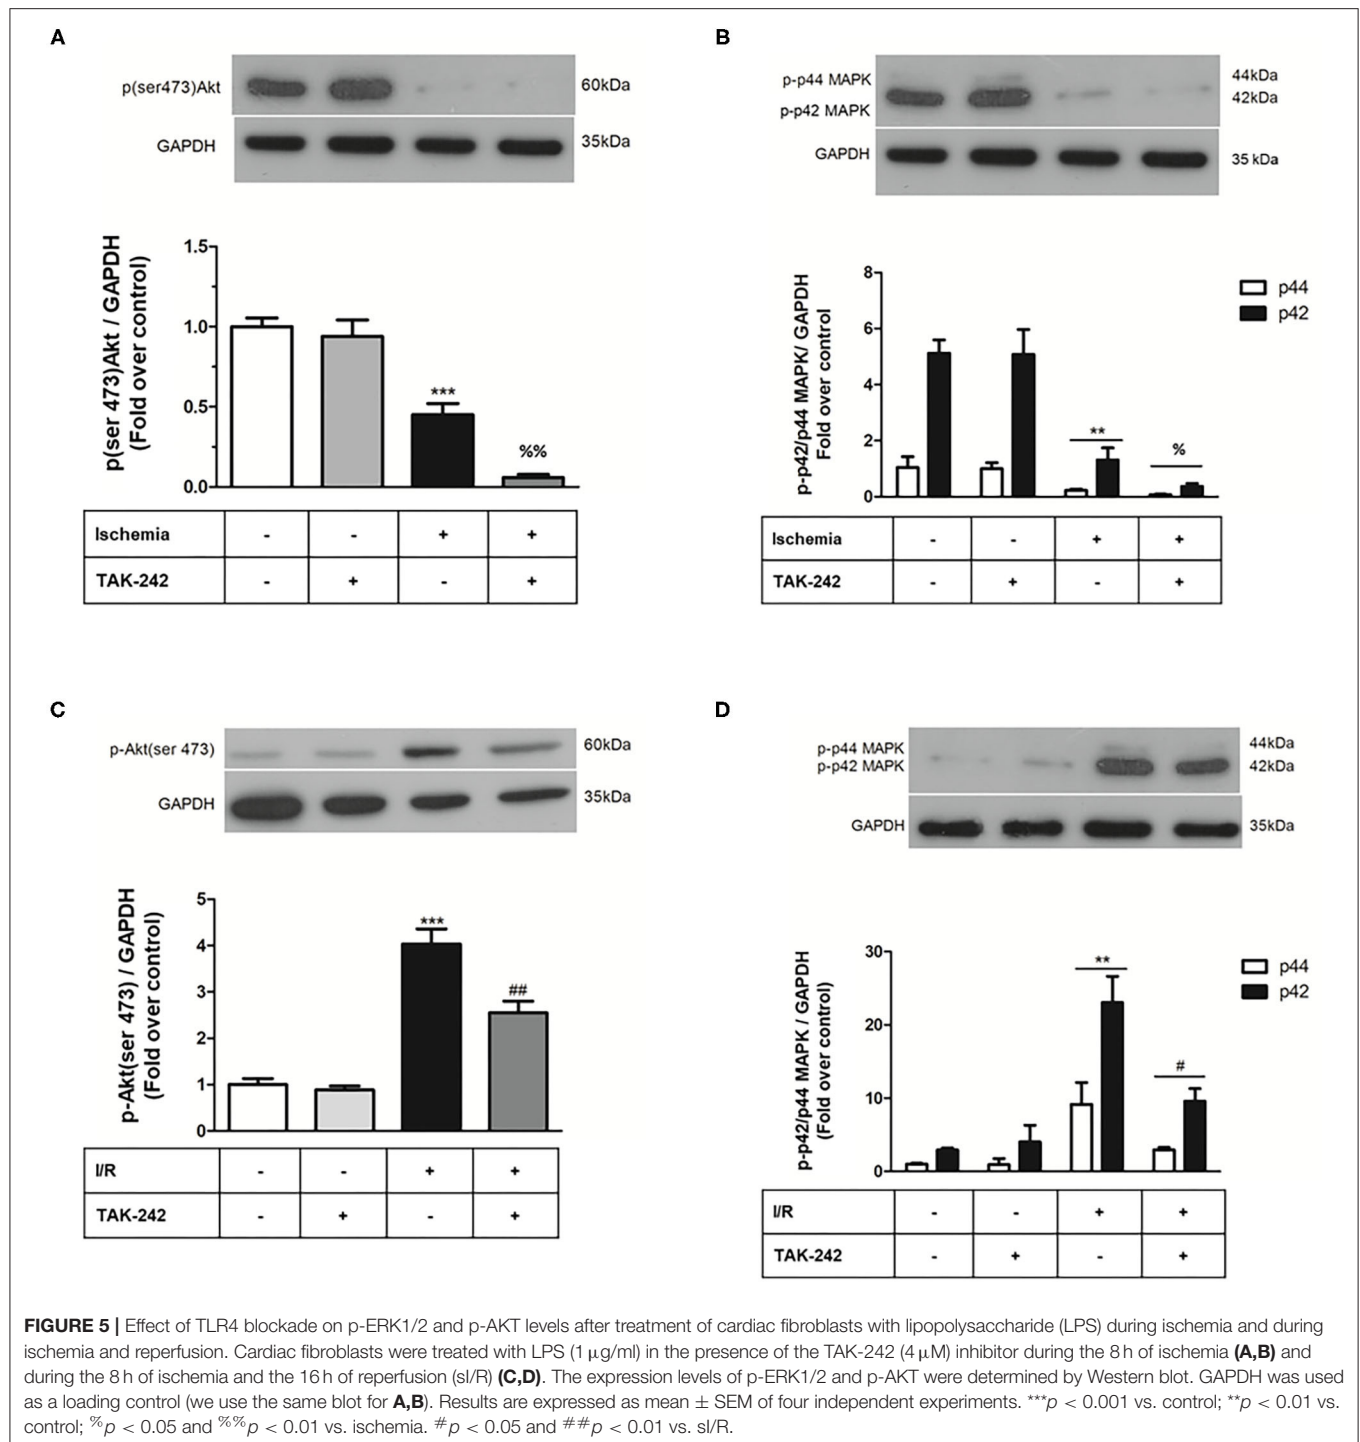 A
p(ser473)Akt
60kDa
GAPDH
35kDa
p(ser 473)Akt / GAPDH
(Fold over control)
1.5
1.0
0.5
0.0
***
%%
Ischemia - - + +
TAK-242 - + - +
B
p-p44 MAPK
44kDa
p-p42 MAPK
42kDa
GAPDH
35 kDa
p-p42/p44 MAPK/ GAPDH
Fold over control
8
6
4
2
0
**
%
p44
p42
Ischemia - - + +
TAK-242 - + - +
C
p-Akt(ser 473)
60kDa
GAPDH
35kDa
p-Akt(ser 473) / GAPDH
(Fold over control)
5
4
3
2
1
0
***
##
I/R - - + +
TAK-242 - + - +
D
p-p44 MAPK
44kDa
p-p42 MAPK
42kDa
GAPDH
35kDa
p-p42/p44 MAPK / GAPDH
(Fold over control)
30
20
10
0
**
#
p44
p42
I/R - - + +
TAK-242 - + - +
FIGURE 5 | Effect of TLR4 blockade on p-ERK1/2 and p-AKT levels after treatment of cardiac fibroblasts with lipopolysaccharide (LPS) during ischemia and during
ischemia and reperfusion. Cardiac fibroblasts were treated with LPS (1 μg/ml) in the presence of the TAK-242 (4 μM) inhibitor during the 8 h of ischemia (A,B) and
during the 8 h of ischemia and the 16 h of reperfusion (sI/R) (C,D). The expression levels of p-ERK1/2 and p-AKT were determined by Western blot. GAPDH was used
as a loading control (we use the same blot for A,B). Results are expressed as mean ± SEM of four independent experiments. ***p < 0.001 vs. control; **p < 0.01 vs.
control; %p < 0.05 and %%p < 0.01 vs. ischemia. #p < 0.05 and ##p < 0.01 vs. sI/R.